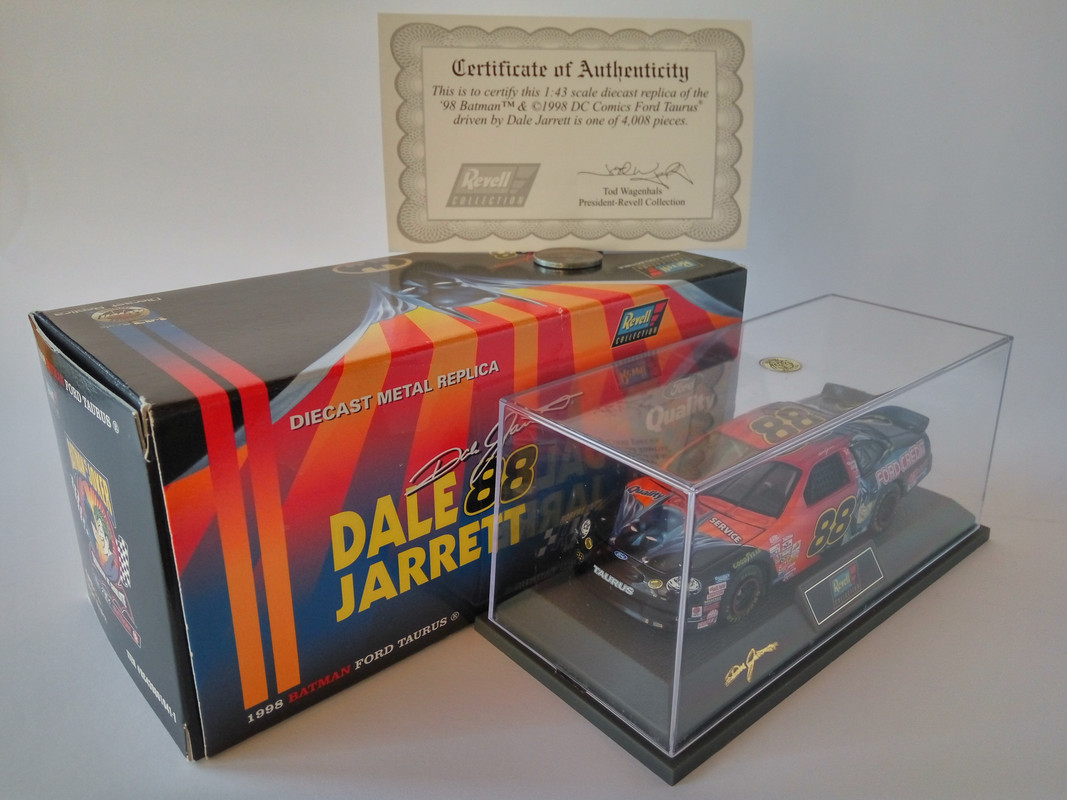 Certificate of Authenticity
This is to certify this 1:43 scale diecast replica of the
'98 Batman™ & ©1998 DC Comics Ford Taurus®
driven by Dale Jarrett is one of 4,008 pieces.
Revell
COLLECTION
Tod Wagenhals
President-Revell Collection
Revell
COLLECTION
DIECAST METAL REPLICA
88
DALE
JARRETT
1998 BATMAN FORD TAURUS®
FORD TAURUS®
Ford
Quality
88
Quality
SERVICE
88
FORD CREDIT
TAURUS
Revell
COLLECTION